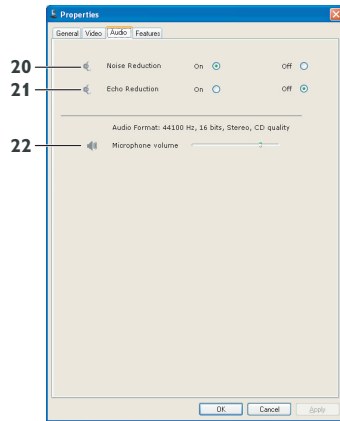 Properties
General Video Audio Features
20 Noise Reduction On Off
21 Echo Reduction On Off
Audio Format: 44100 Hz, 16 bits, Stereo, CD quality
22 Microphone volume
OK Cancel Apply